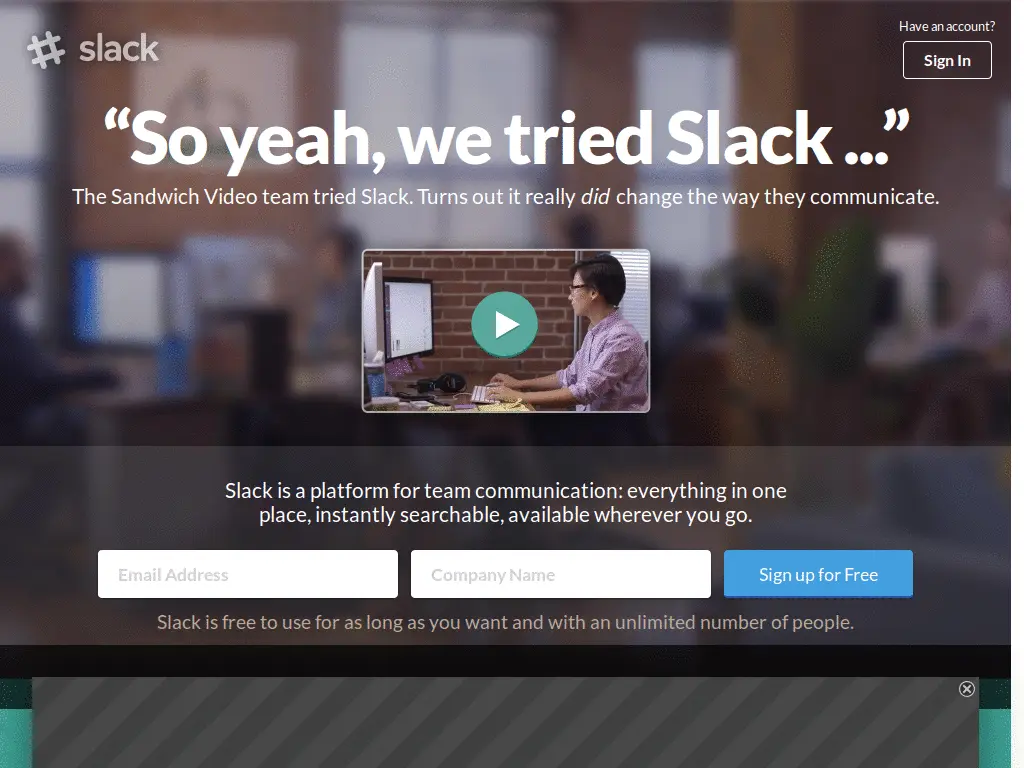 slack
Have an account?
Sign In
“So yeah, we tried Slack ...”
The Sandwich Video team tried Slack. Turns out it really did change the way they communicate.
Slack is a platform for team communication: everything in one
place, instantly searchable, available wherever you go.
Email Address
Company Name
Sign up for Free
Slack is free to use for as long as you want and with an unlimited number of people.